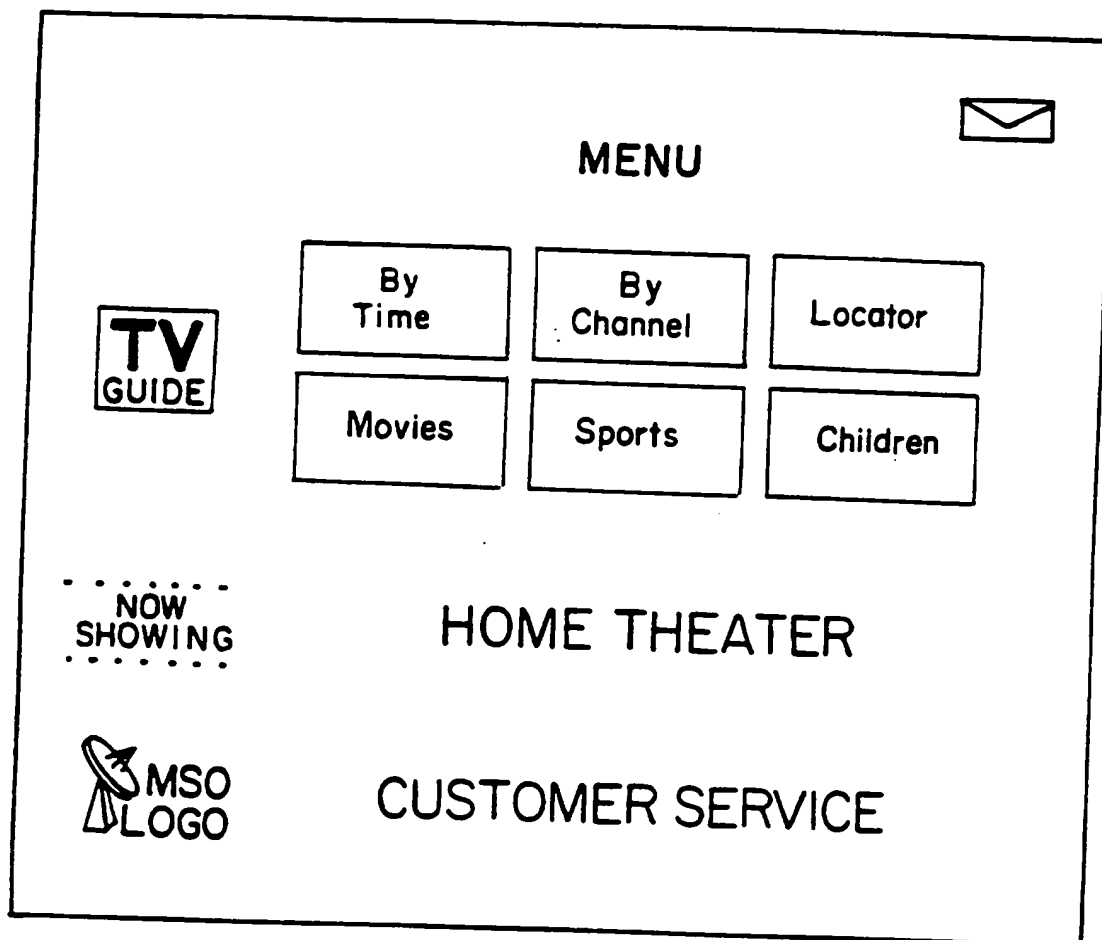 MENU
TV
GUIDE
By
Time
By
Channel
Locator
Movies
Sports
Children
NOW
SHOWING
HOME THEATER
MSO
LOGO
CUSTOMER SERVICE